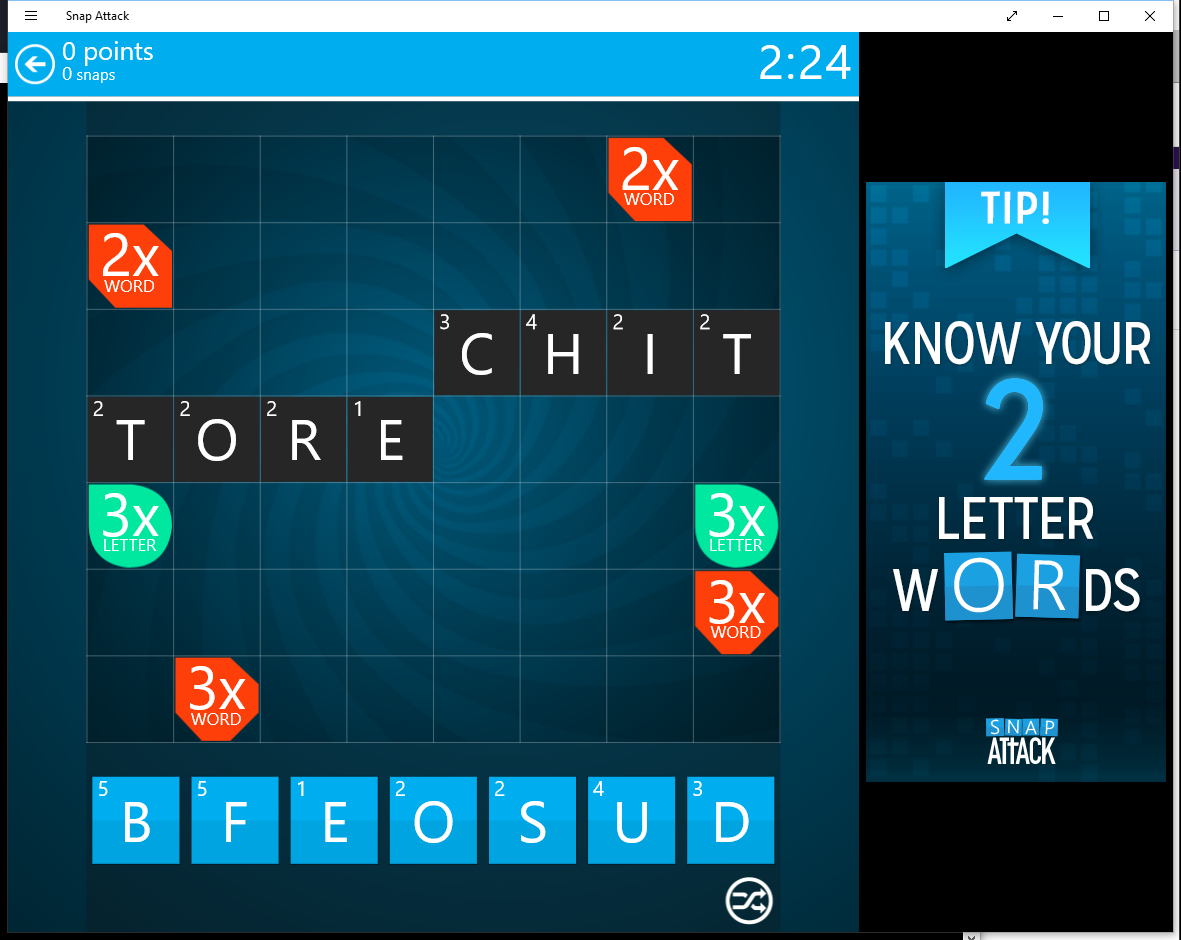 Snap Attack
0 points
0 snaps
2:24
2x
WORD
2x
WORD
3 C 4 H 2 I 2 T
2 T 2 O 2 R 1 E
3x
LETTER
3x
LETTER
3x
WORD
3x
WORD
5 B 5 F 1 E 2 O 2 S 4 U 3 D
TIP!
KNOW YOUR
2
LETTER
WORDS
SNAP
ATTACK